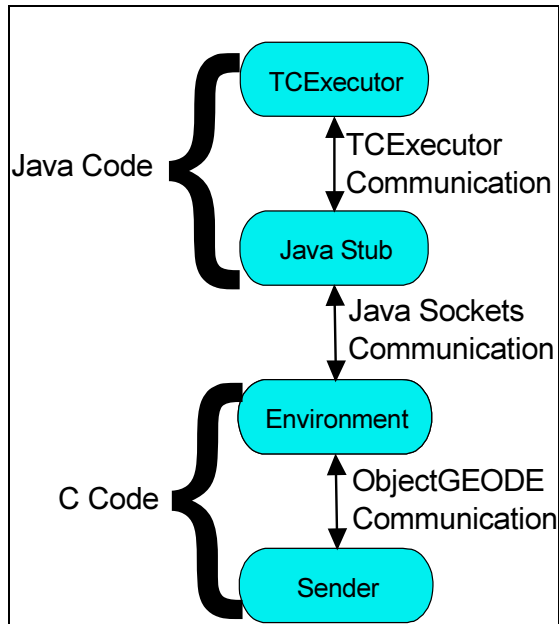 TCExecutor
TCExecutor
Communication
Java Code
Java Stub
Java Sockets
Communication
Environment
ObjectGEODE
Communication
C Code
Sender